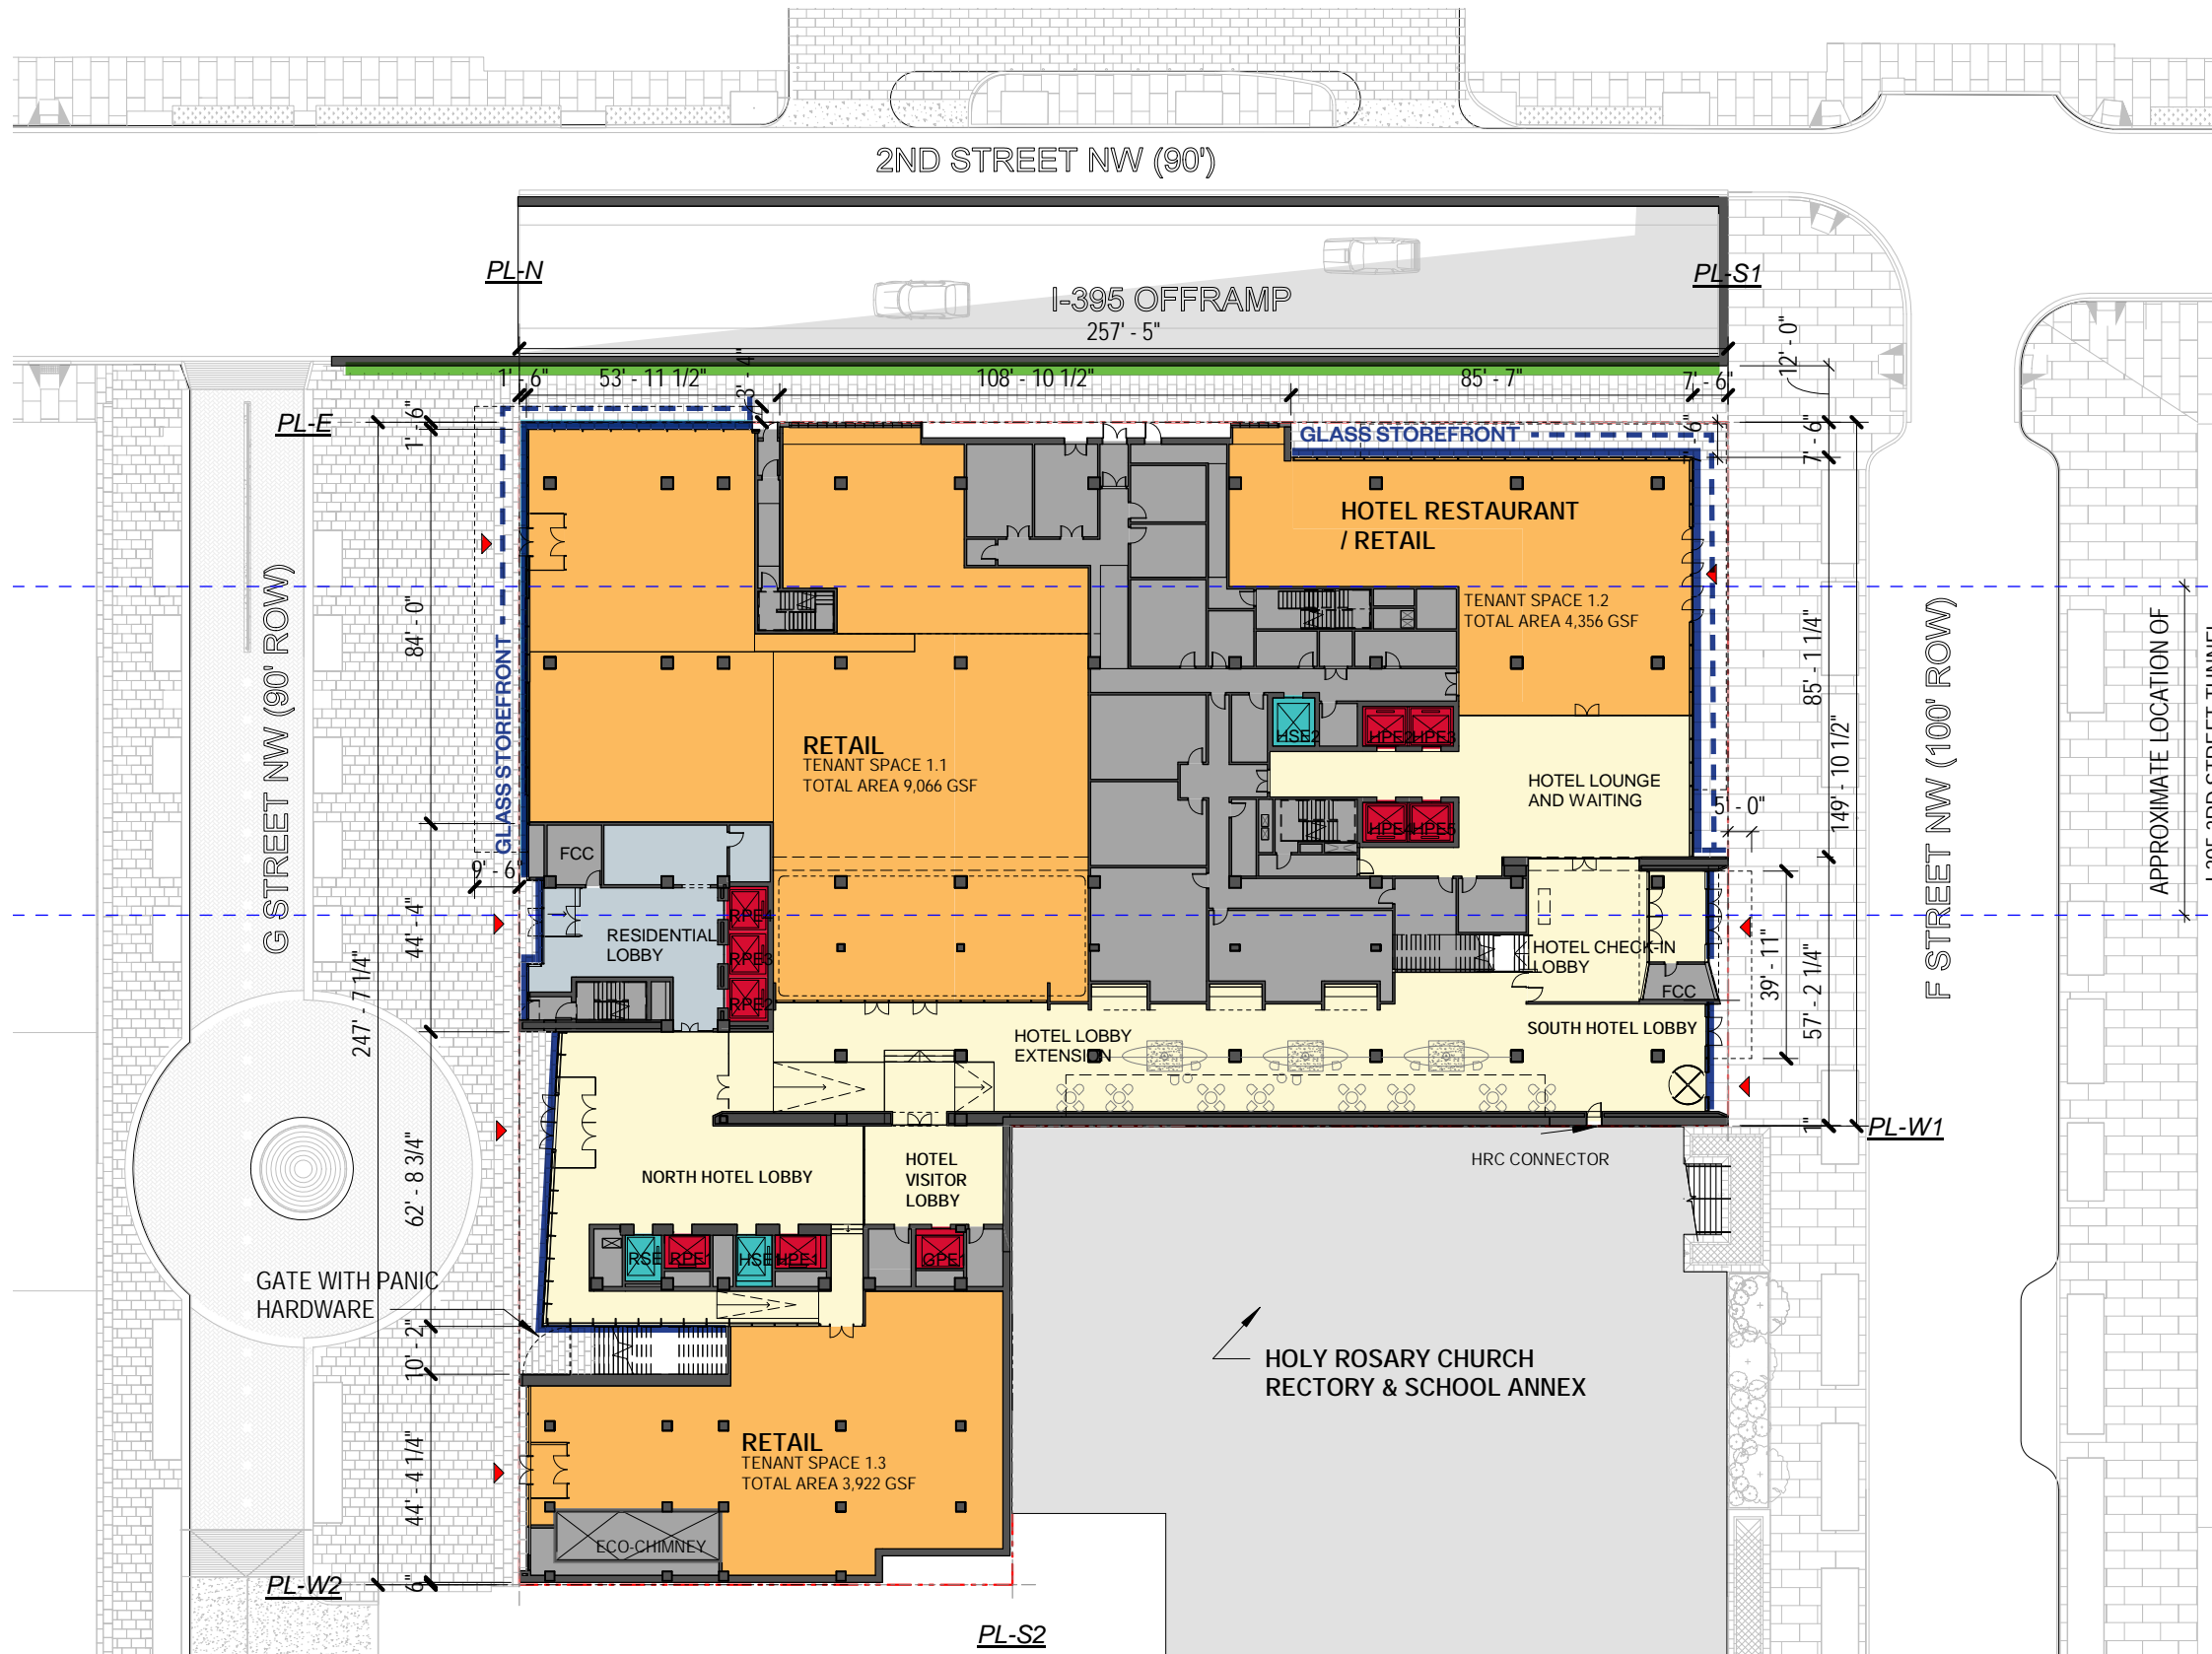 2ND STREET NW (90')
PL-N
PL-S1
I-395 OFFRAMP
257' - 5"
12' - 0"
1' - 6"
53' - 11 1/2"
3' - 4"
108' - 10 1/2"
85' - 7"
7' - 6"
PL-E
1' - 6"
GLASS STOREFRONT
7' - 6"
HOTEL RESTAURANT
/ RETAIL
TENANT SPACE 1.2
TOTAL AREA 4,356 GSF
G STREET NW (90' ROW)
84' - 0"
GLASS STOREFRONT
RETAIL
TENANT SPACE 1.1
TOTAL AREA 9,066 GSF
HSE2
HPE2
HPE3
HOTEL LOUNGE
AND WAITING
HPE4
HPE5
5' - 0"
85' - 1 1/4"
149' - 10 1/2"
F STREET NW (100' ROW)
APPROXIMATE LOCATION OF
FCC
9' - 6"
44' - 4"
RESIDENTIAL
LOBBY
RPE4
RPE3
RPE2
HOTEL CHECK-IN
LOBBY
FCC
39' - 11"
57' - 2 1/4"
247' - 7 1/4"
HOTEL LOBBY
EXTENSION
SOUTH HOTEL LOBBY
1"
PL-W1
62' - 8 3/4"
NORTH HOTEL LOBBY
HOTEL
VISITOR
LOBBY
HRC CONNECTOR
RSE
RPE1
HSE1
HPE1
GPE1
GATE WITH PANIC
HARDWARE
10' - 2"
HOLY ROSARY CHURCH
RECTORY & SCHOOL ANNEX
44' - 4 1/4"
RETAIL
TENANT SPACE 1.3
TOTAL AREA 3,922 GSF
ECO-CHIMNEY
6"
PL-W2
PL-S2